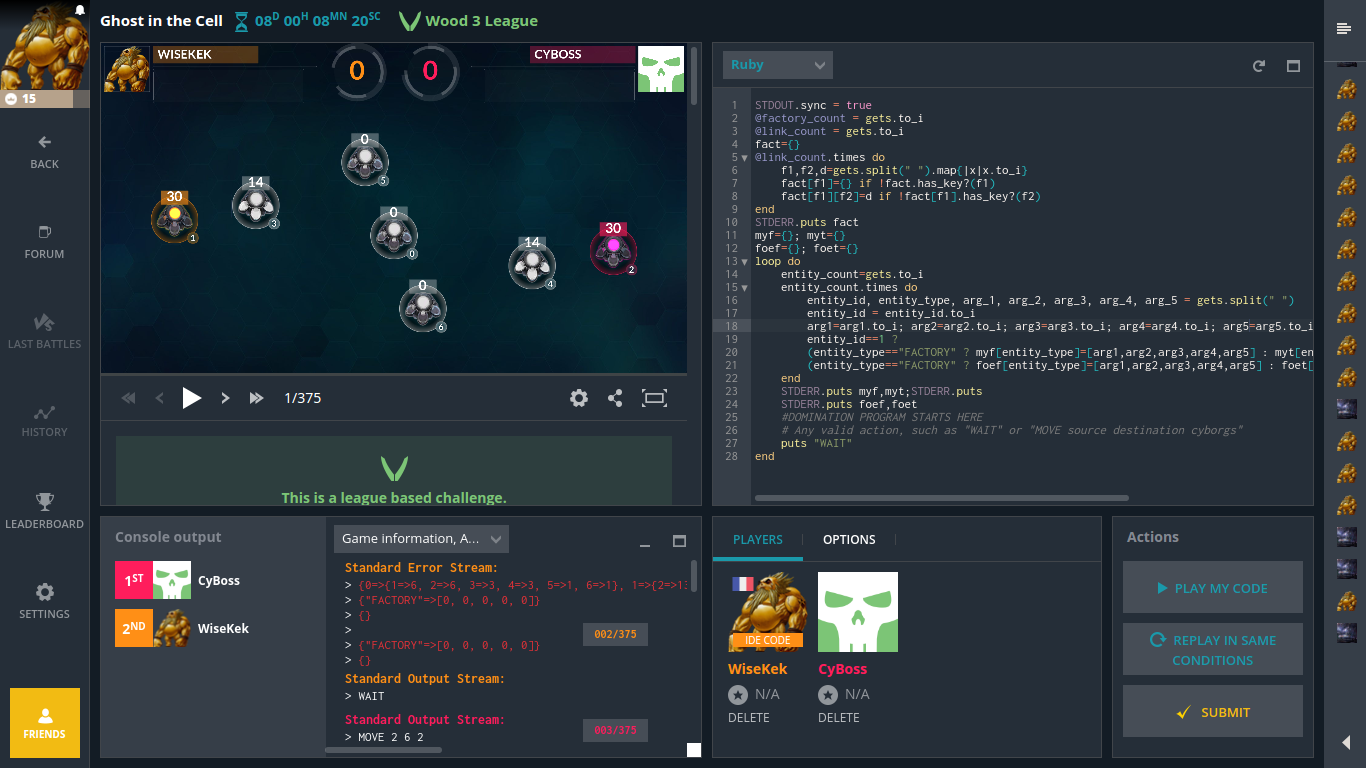 Ghost in the Cell
08D 00H 08MN 20SC
Wood 3 League
15
BACK
FORUM
LAST BATTLES
HISTORY
LEADERBOARD
SETTINGS
FRIENDS
WISEKEK
0
0
CYBOSS
30
1
14
3
0
5
0
0
0
6
14
4
30
2
1/375
This is a league based challenge.
Ruby
1 STDOUT.sync = true
2 @factory_count = gets.to_i
3 @link_count = gets.to_i
4 fact={}
5 @link_count.times do
6 f1,f2,d=gets.split(" ").map{|x|x.to_i}
7 fact[f1]={} if !fact.has_key?(f1)
8 fact[f1][f2]=d if !fact[f1].has_key?(f2)
9 end
10 STDERR.puts fact
11 myf={}; myt={}
12 foef={}; foet={}
13 loop do
14 entity_count=gets.to_i
15 entity_count.times do
16 entity_id, entity_type, arg_1, arg_2, arg_3, arg_4, arg_5 = gets.split(" ")
17 entity_id = entity_id.to_i
18 arg1=arg1.to_i; arg2=arg2.to_i; arg3=arg3.to_i; arg4=arg4.to_i; arg5=arg5.to_i
19 entity_id==1 ?
20 (entity_type=="FACTORY" ? myf[entity_type]=[arg1,arg2,arg3,arg4,arg5] : myt[en
21 (entity_type=="FACTORY" ? foef[entity_type]=[arg1,arg2,arg3,arg4,arg5] : foet[
22 end
23 STDERR.puts myf,myt;STDERR.puts
24 STDERR.puts foef,foet
25 #DOMINATION PROGRAM STARTS HERE
26 # Any valid action, such as "WAIT" or "MOVE source destination cyborgs"
27 puts "WAIT"
28 end
Console output
1ST CyBoss
2ND WiseKek
Game information, A...
Standard Error Stream:
> {0=>{1=>6, 2=>6, 3=>3, 4=>3, 5=>1, 6=>1}, 1=>{2=>13
> {"FACTORY"=>[0, 0, 0, 0, 0]}
> {}
>
> {"FACTORY"=>[0, 0, 0, 0, 0]}
> {}
002/375
Standard Output Stream:
> WAIT
Standard Output Stream:
> MOVE 2 6 2
003/375
PLAYERS
OPTIONS
IDE CODE
WiseKek
N/A
DELETE
CyBoss
N/A
DELETE
Actions
PLAY MY CODE
REPLAY IN SAME
CONDITIONS
SUBMIT